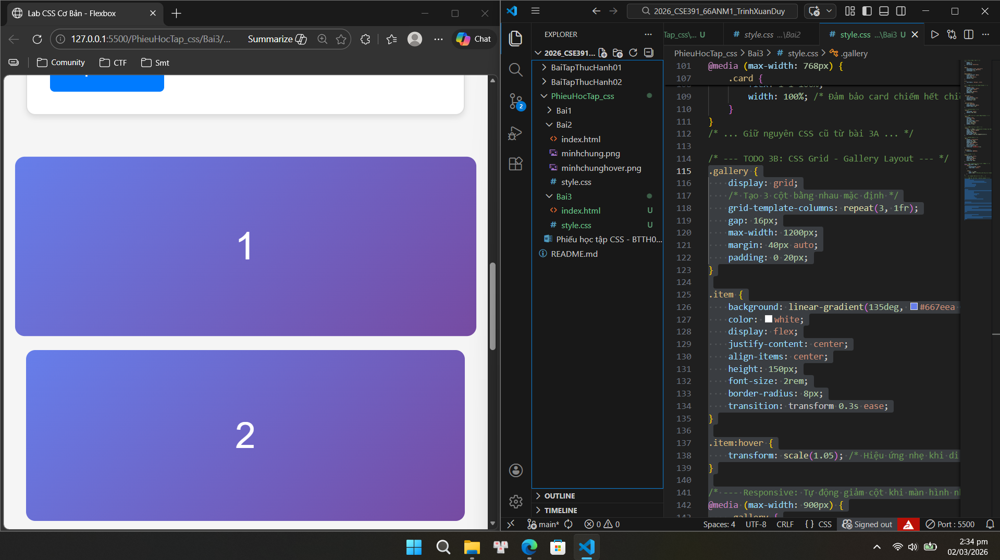 Lab CSS Cơ Bản - Flexbox
127.0.0.1:5500/PhieuHocTap_css/Bai3/...
Summarize
Chat
Comunity
CTF
Smt
1
2
2026_CSE391_66ANM1_TrinhXuanDuy
EXPLORER
2026_CSE391...
BaiTapThucHanh01
BaiTapThucHanh02
PhieuHocTap_css
Bai1
Bai2
index.html
minhchung.png
minhchunghover.png
style.css
Bai3
index.html U
style.css U
Phiếu học tập CSS - BTTH0...
README.md
OUTLINE
TIMELINE
2
Tap_css\... U
# style.css ...\Bai2
# style.css ...\Bai3 U
PhieuHocTap_css > Bai3 > # style.css > .gallery
101 @media (max-width: 768px) {
107 .card {
109 width: 100%; /* Đảm bảo card chiếm hết chi
110 }
111 }
112 /* ... Giữ nguyên CSS cũ từ bài 3A ... */
113
114 /* --- TODO 3B: CSS Grid - Gallery Layout --- */
115 .gallery {
116 display: grid;
117 /* Tạo 3 cột bằng nhau mặc định */
118 grid-template-columns: repeat(3, 1fr);
119 gap: 16px;
120 max-width: 1200px;
121 margin: 40px auto;
122 padding: 0 20px;
123 }
124
125 .item {
126 background: linear-gradient(135deg, #667eea
127 color: white;
128 display: flex;
129 justify-content: center;
130 align-items: center;
131 height: 150px;
132 font-size: 2rem;
133 border-radius: 8px;
134 transition: transform 0.3s ease;
135 }
136
137 .item:hover {
138 transform: scale(1.05); /* Hiệu ứng nhẹ khi di
139 }
140
141 /* --- Responsive: Tự động giảm cột khi màn hình n
142 @media (max-width: 900px) {
main*
0 0
Spaces: 4
UTF-8
CRLF
{ } CSS
Signed out
Port : 5500
2:34 pm
02/03/2026